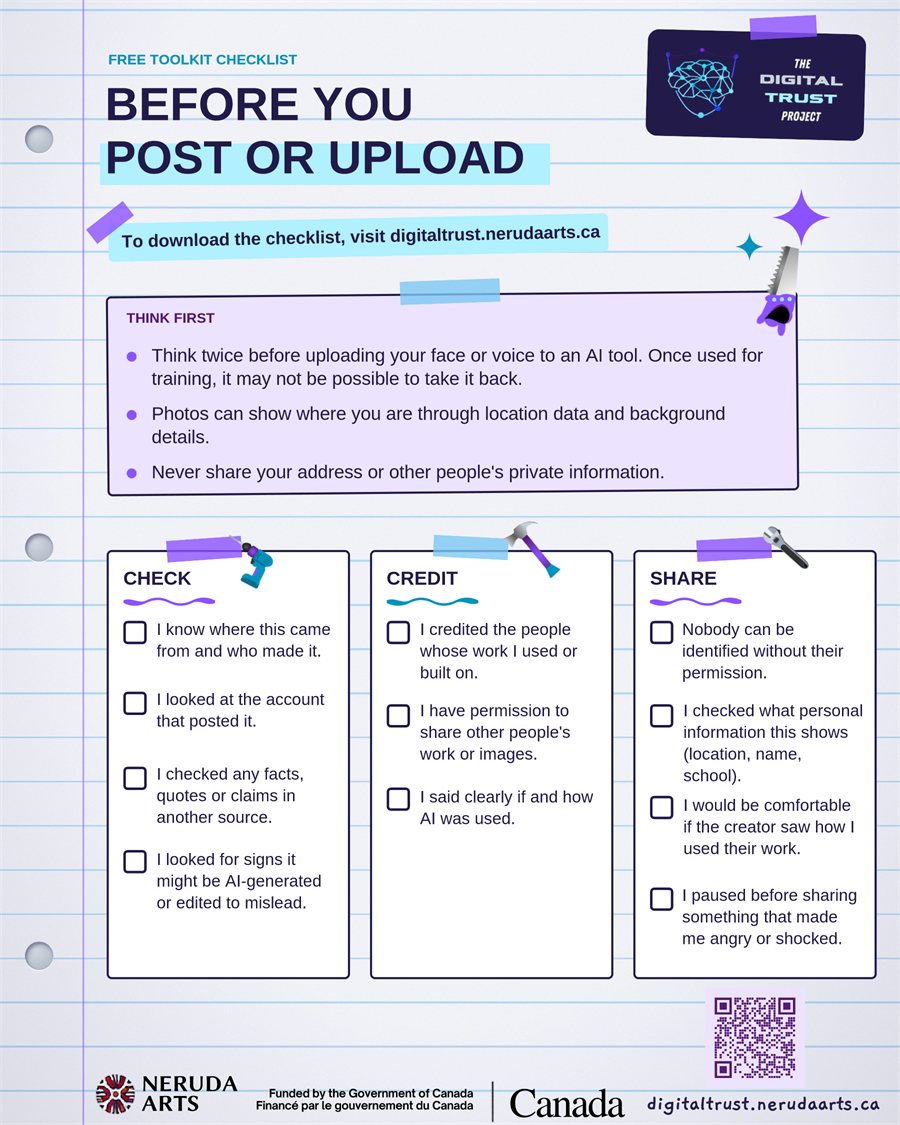 FREE TOOLKIT CHECKLIST
BEFORE YOU
POST OR UPLOAD
THE
DIGITAL
TRUST
PROJECT
To download the checklist, visit digitaltrust.nerudaarts.ca
THINK FIRST
Think twice before uploading your face or voice to an AI tool. Once used for
training, it may not be possible to take it back.
Photos can show where you are through location data and background
details.
Never share your address or other people's private information.
CHECK
I know where this came
from and who made it.
I looked at the account
that posted it.
I checked any facts,
quotes or claims in
another source.
I looked for signs it
might be AI-generated
or edited to mislead.
CREDIT
I credited the people
whose work I used or
built on.
I have permission to
share other people's
work or images.
I said clearly if and how
AI was used.
SHARE
Nobody can be
identified without their
permission.
I checked what personal
information this shows
(location, name,
school).
I would be comfortable
if the creator saw how I
used their work.
I paused before sharing
something that made
me angry or shocked.
NERUDA
ARTS
Funded by the Government of Canada
Financé par le gouvernement du Canada
Canada
digitaltrust.nerudaarts.ca